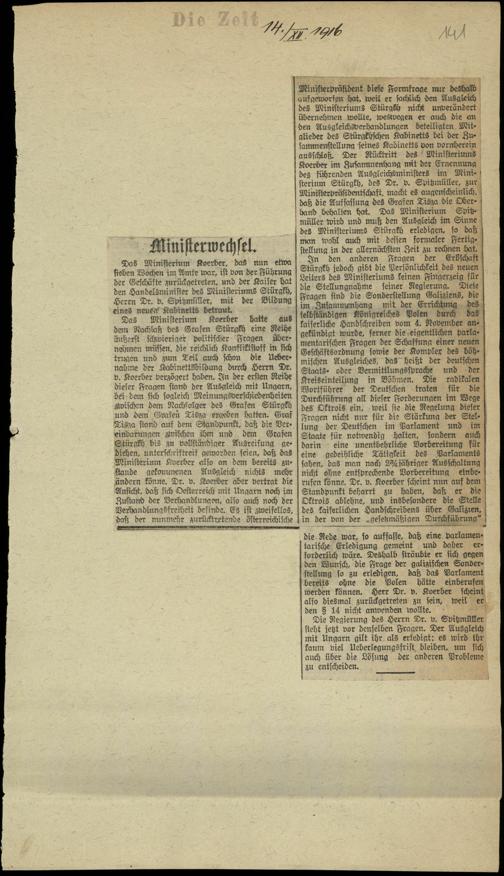 Die Zeit
14./XII. 1916
141
Ministerwechsel.
Das Ministerium Koerber, das nun etwa
sieben Wochen im Amte war, ist von der Führung
der Geschäfte zurückgetreten, und der Kaiser hat
den Handelsminister des Ministeriums Stürgkh,
Herrn Dr. v. Spitzmüller, mit der Bildung
eines neuen Kabinetts betraut.
Das Ministerium Koerber hatte aus
dem Nachlaß des Grafen Stürgkh eine Reihe
äußerst schwieriger politischer Fragen über-
nehmen müssen, die reichlich Konfliktstoff in sich
trugen und zum Teil auch schon die Ueber-
nahme der Kabinettsbildung durch Herrn Dr.
v. Koerber verzögert haben. In der ersten Reihe
dieser Fragen stand der Ausgleich mit Ungarn,
bei dem sich sogleich Meinungsverschiedenheiten
zwischen dem Nachfolger des Grafen Stürgkh
und dem Grafen Tisza ergeben hatten. Graf
Tisza stand auf dem Standpunkt, daß die Ver-
einbarungen zwischen ihm und dem Grafen
Stürgkh bis zu vollständiger Ausreifung ge-
diehen, unterschriftreif geworden seien, daß das
Ministerium Koerber also an dem bereits zu-
stande gekommenen Ausgleich nichts mehr
ändern könne. Dr. v. Koerber aber vertrat die
Ansicht, daß sich Oesterreich mit Ungarn noch im
Zustand der Verhandlungen, also auch noch der
Verhandlungsfreiheit befinde. Es ist zweifellos,
daß der nunmehr zurücktretende österreichische
Ministerpräsident diese Formfrage nur deshalb
aufgeworfen hat, weil er sachlich den Ausgleich
des Ministeriums Stürgkh nicht unverändert
übernehmen wollte, weswegen er auch die an
den Ausgleichsverhandlungen beteiligten Mit-
glieder des Stürgkhschen Kabinetts bei der Zu-
sammenstellung seines Kabinetts von vornherein
ausschloß. Der Rücktritt des Ministeriums
Koerber im Zusammenhang mit der Ernennung
des führenden Ausgleichsministers im Mini-
sterium Stürgkh, des Dr. v. Spitzmüller, zur
Ministerpräsidentschaft, macht es augenscheinlich,
daß die Auffassung des Grafen Tisza die Ober-
hand behalten hat. Das Ministerium Spitz-
müller wird und muß den Ausgleich im Sinne
des Ministeriums Stürgkh erledigen, so daß
man wohl auch mit dessen formaler Fertig-
stellung in der allernächsten Zeit zu rechnen hat.
In den anderen Fragen der Erbschaft
Stürgkh jedoch gibt die Persönlichkeit des neuen
Leiters des Ministeriums keinen Fingerzeig für
die Stellungnahme seiner Regierung. Diese
Fragen sind die Sonderstellung Galiziens, die
im Zusammenhang mit der Errichtung des
selbständigen Königreiches Polen durch das
kaiserliche Handschreiben vom 4. November an-
gekündigt wurde, ferner die eigentlichen parla-
mentarischen Fragen der Schaffung einer neuen
Geschäftsordnung sowie der Komplex des böh-
mischen Ausgleiches, das heißt der deutschen
Staats- oder Vermittlungssprache und der
Kreiseinteilung in Böhmen. Die radikalen
Wortführer der Deutschen traten für die
Durchführung all dieser Forderungen im Wege
des Oktrois ein, weil sie die Regelung dieser
Fragen nicht nur für die Stärkung der Stel-
lung der Deutschen im Parlament und im
Staate für notwendig halten, sondern auch
darin eine unentbehrliche Vorbereitung für
eine gedeihliche Tätigkeit des Parlaments
sahen, das man nach 2½jähriger Ausschaltung
nicht ohne entsprechende Vorbereitung einbe-
rufen könne. Dr. v. Koerber scheint nun auf dem
Standpunkt beharrt zu haben, daß er die
Oktrois ablehne, und insbesondere die Stelle
des kaiserlichen Handschreibens über Galizien,
in der von der „gesetzmäßigen Durchführung“
die Rede war, so auffasse, daß eine parlamen-
tarische Erledigung gemeint und daher er-
forderlich wäre. Deshalb sträubte er sich gegen
den Wunsch, die Frage der galizischen Sonder-
stellung so zu erledigen, daß das Parlament
bereits ohne die Polen hätte einberufen
werden können. Herr Dr. v. Koerber scheint
also diesmal zurückgetreten zu sein, weil er
den § 14 nicht anwenden wollte.
Die Regierung des Herrn Dr. v. Spitzmüller
steht jetzt vor denselben Fragen. Der Ausgleich
mit Ungarn gilt ihr als erledigt; es wird ihr
kaum viel Ueberlegungsfrist bleiben, um sich
auch über die Lösung der anderen Probleme
zu entscheiden.